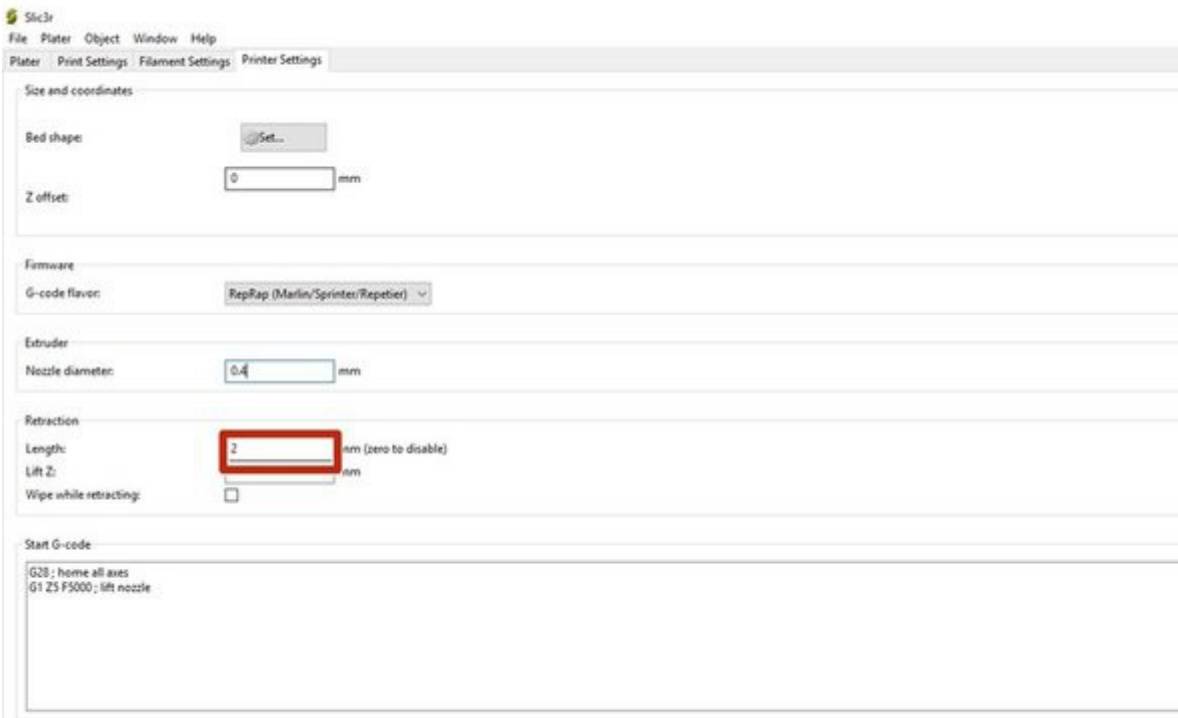 Slic3r
File Plater Object Window Help
Plater Print Settings Filament Settings Printer Settings
Size and coordinates
Bed shape: Set...
0 mm
Z offset:
Firmware
G-code flavor: RepRap (Marlin/Sprinter/Repetier)
Extruder
Nozzle diameter: 0.4 mm
Retraction
Length: 2 mm (zero to disable)
Lift Z: mm
Wipe while retracting:
Start G-code
G28 ; home all axes
G1 Z5 F5000 ; lift nozzle